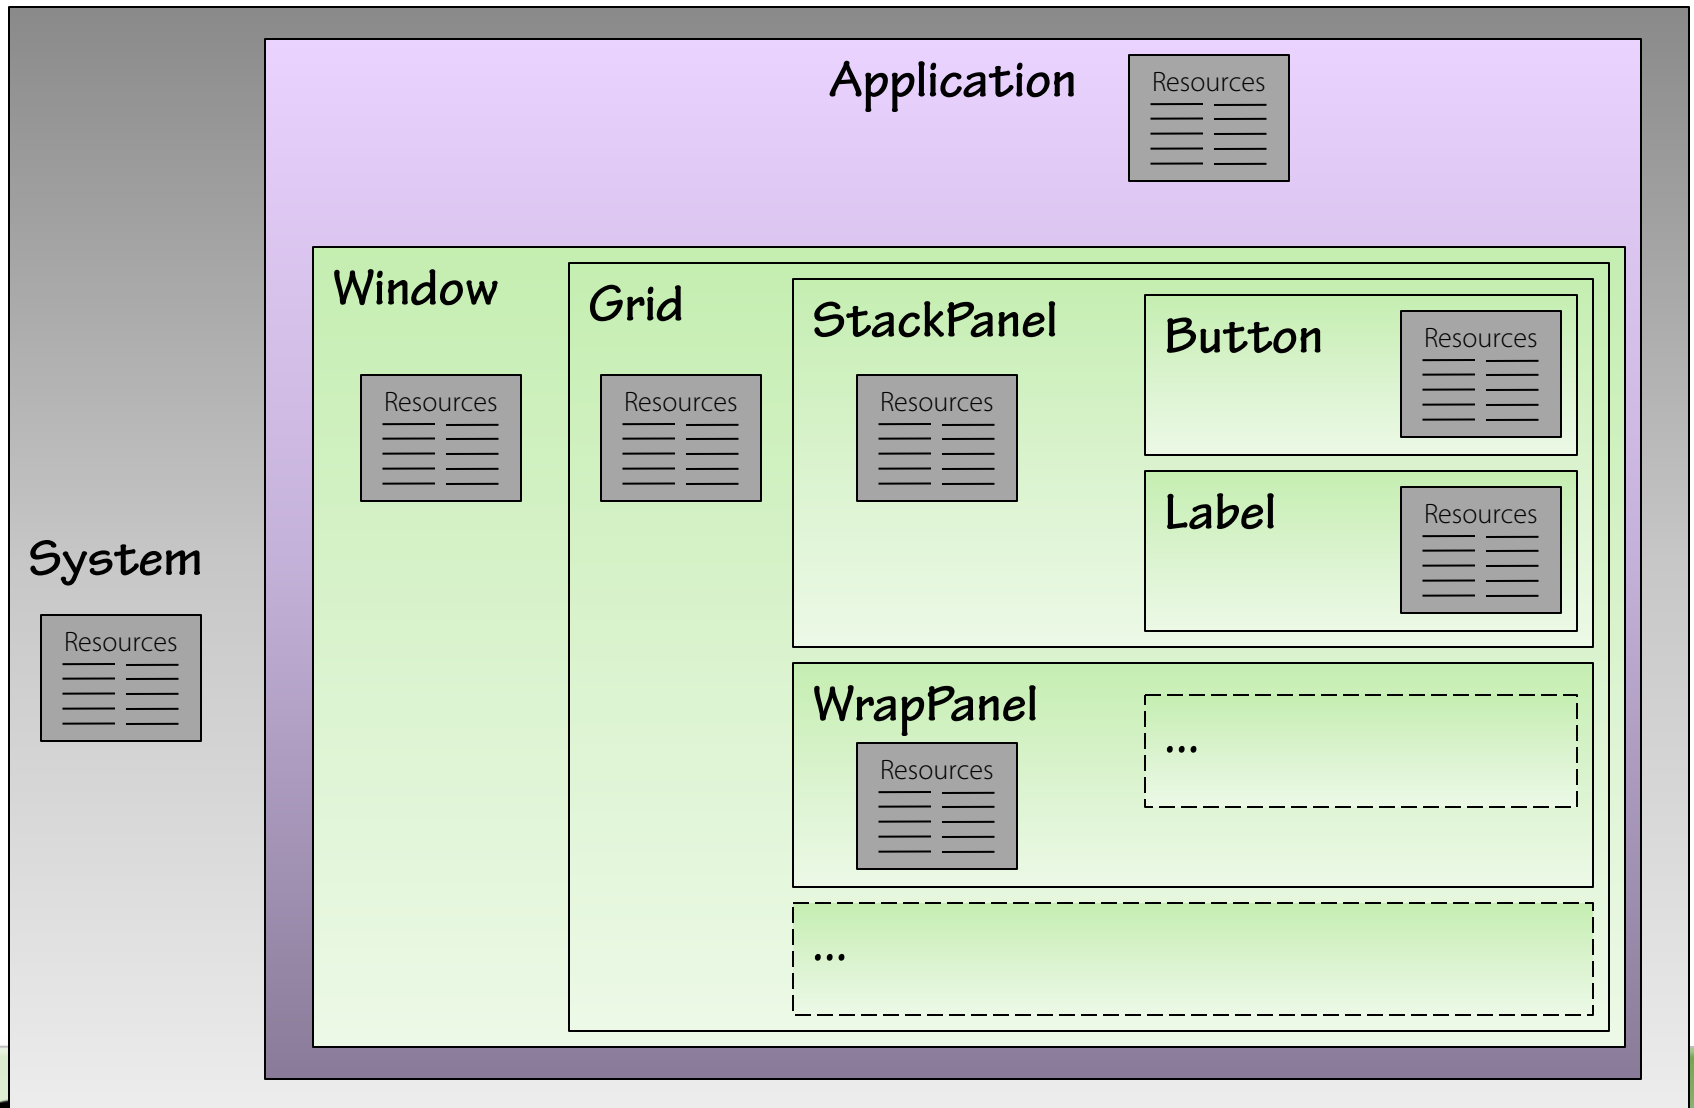 Application
Resources
Window
Resources
Grid
Resources
StackPanel
Resources
Button
Resources
Label
Resources
System
Resources
WrapPanel
Resources
...
...